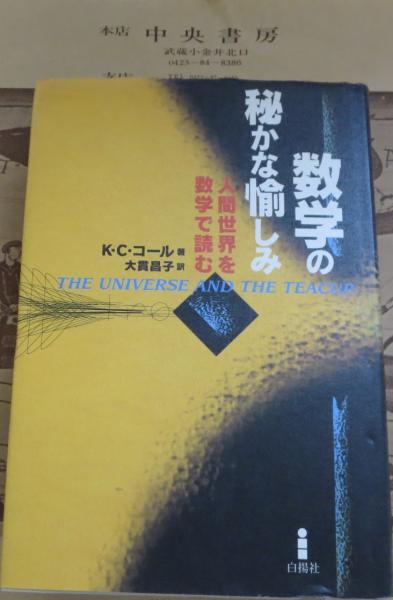 本店 中央書房
武蔵小金井北口
0423-84-8386
支店
数学の
秘かな愉しみ
人間世界を
数学で読む
K・C・コール 著
大貫昌子 訳
THE UNIVERSE AND THE TEACUP
白揚社